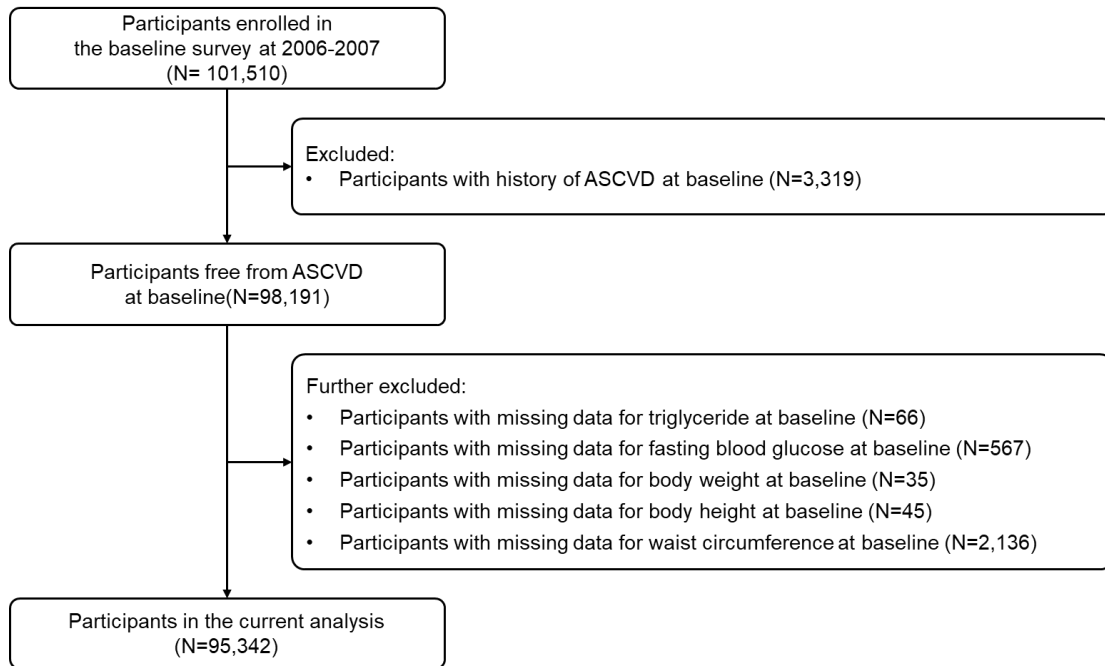 Participants enrolled in
the baseline survey at 2006-2007
(N= 101,510)
Excluded:
• Participants with history of ASCVD at baseline (N=3,319)
Participants free from ASCVD
at baseline(N=98,191)
Further excluded:
• Participants with missing data for triglyceride at baseline (N=66)
• Participants with missing data for fasting blood glucose at baseline (N=567)
• Participants with missing data for body weight at baseline (N=35)
• Participants with missing data for body height at baseline (N=45)
• Participants with missing data for waist circumference at baseline (N=2,136)
Participants in the current analysis
(N=95,342)